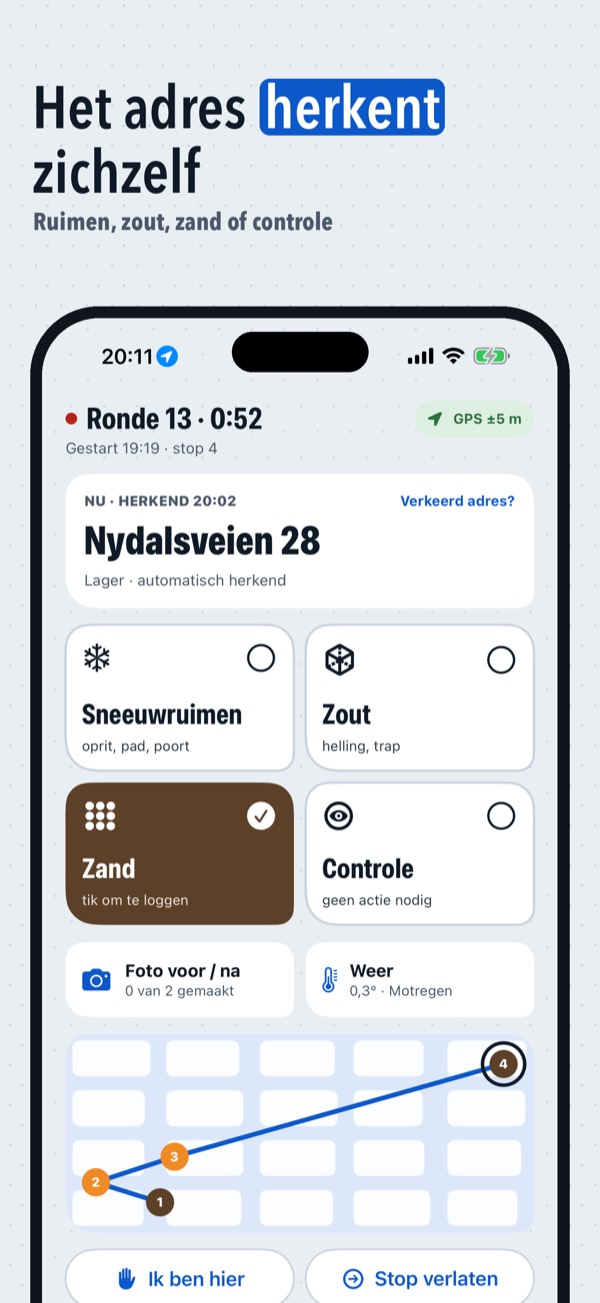 Het adres herkent
zichzelf
Ruimen, zout, zand of controle
20:11
Ronde 13 · 0:52
GPS ±5 m
Gestart 19:19 · stop 4
NU · HERKEND 20:02
Verkeerd adres?
Nydalsveien 28
Lager · automatisch herkend
Sneeuwruimen
oprit, pad, poort
Zout
helling, trap
Zand
tik om te loggen
Controle
geen actie nodig
Foto voor / na
0 van 2 gemaakt
Weer
0,3° · Motregen
4
3
2
1
Ik ben hier
Stop verlaten